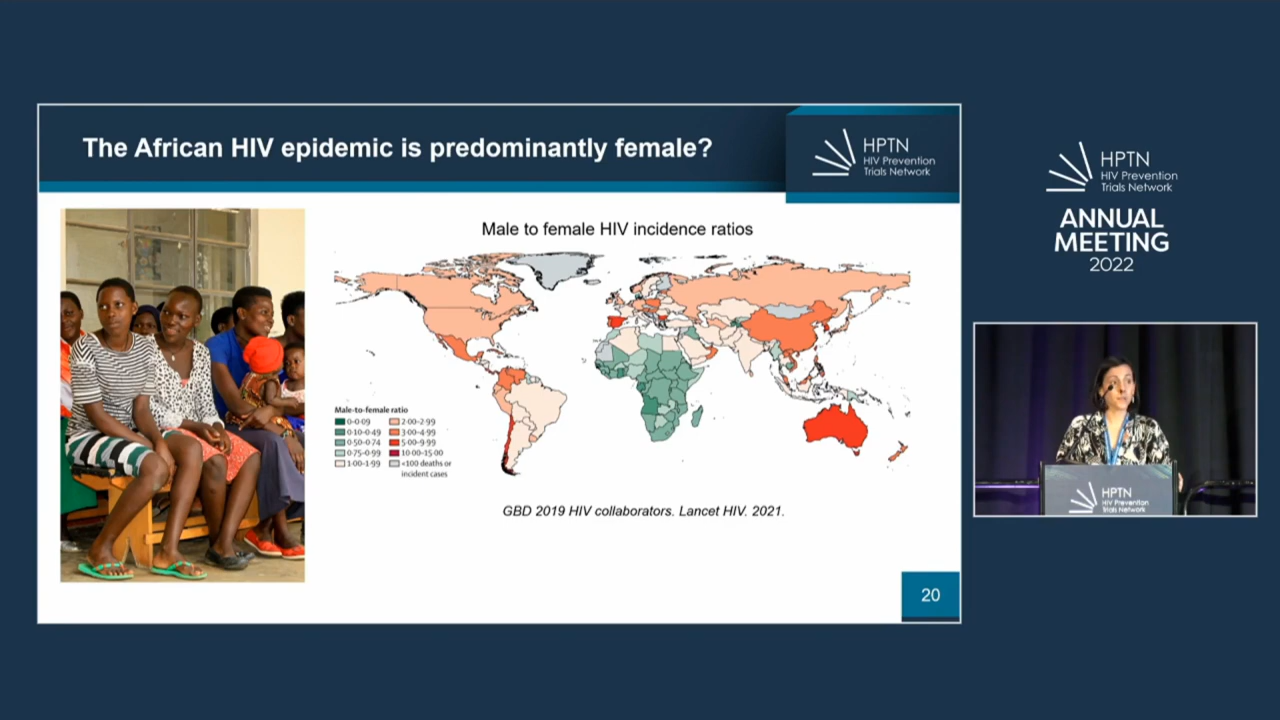 The African HIV epidemic is predominantly female?
HPTN
HIV Prevention
Trials Network
Male to female HIV incidence ratios
Male-to-female ratio
0–0·09
0·10–0·49
0·50–0·74
0·75–0·99
1·00–1·99
2·00–2·99
3·00–4·99
5·00–9·99
10·00–15·00
<100 deaths or
incident cases
GBD 2019 HIV collaborators. Lancet HIV. 2021.
20
HPTN
HIV Prevention
Trials Network
ANNUAL
MEETING
2022
HPTN
HIV Prevention
Trials Network